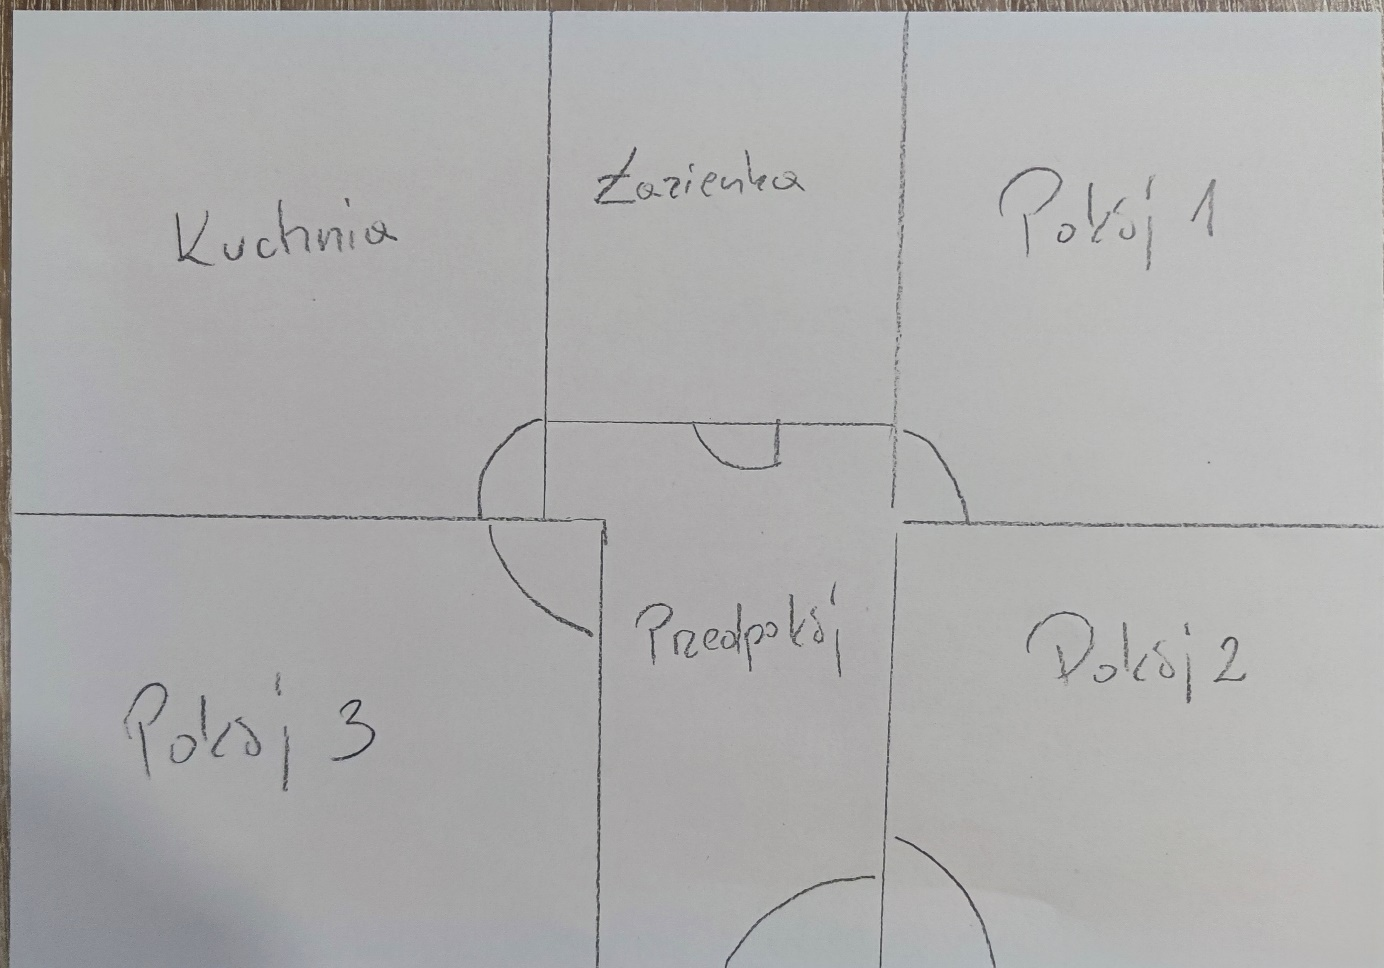 Kuchnia
Łazienka
Pokój 1
Przedpokój
Pokój 2
Pokój 3